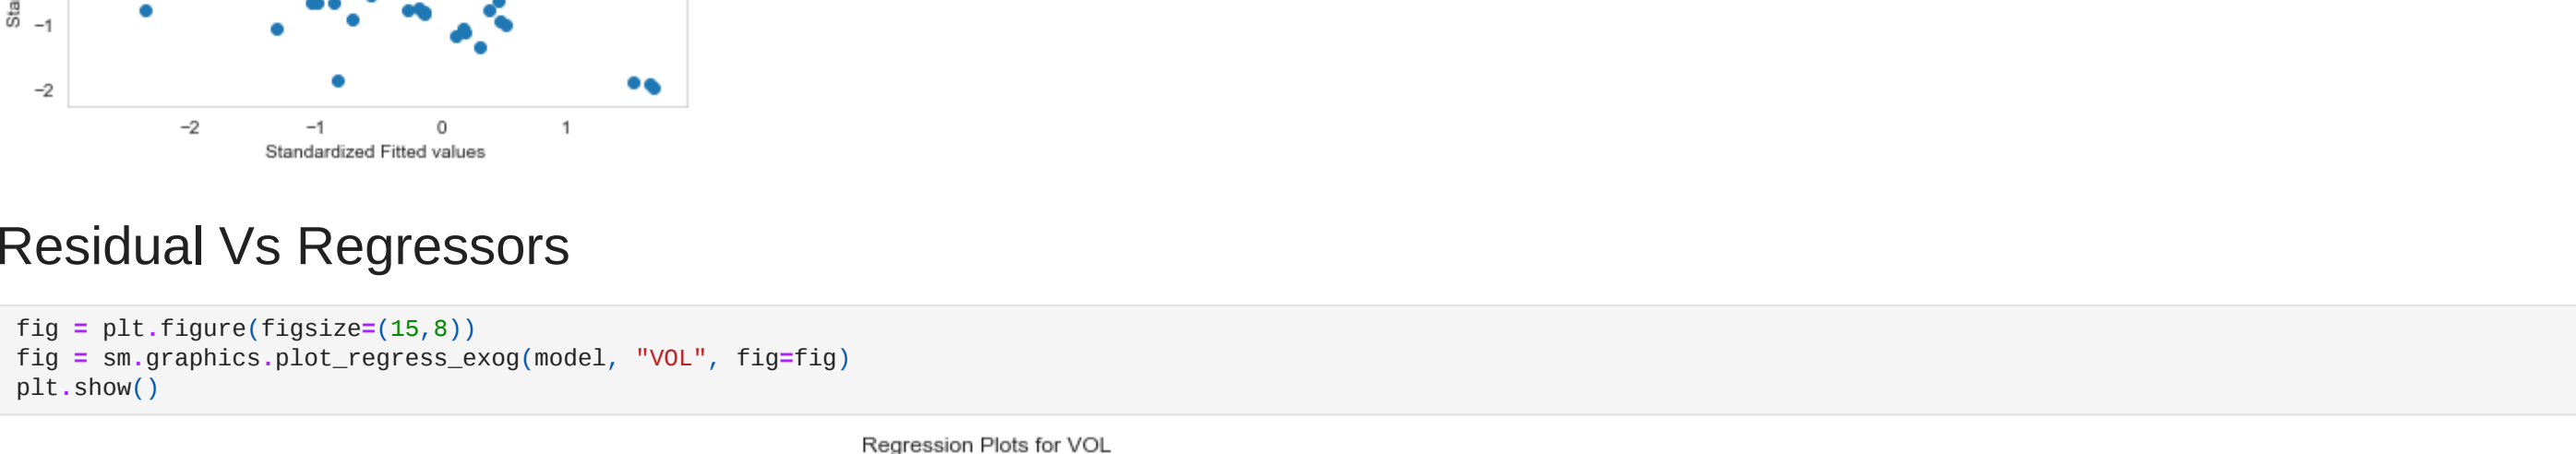 Sta
−1
−2
−2 −1 0 1
Standardized Fitted values
Residual Vs Regressors
fig = plt.figure(figsize=(15,8))
fig = sm.graphics.plot_regress_exog(model, "VOL", fig=fig)
plt.show()
Regression Plots for VOL